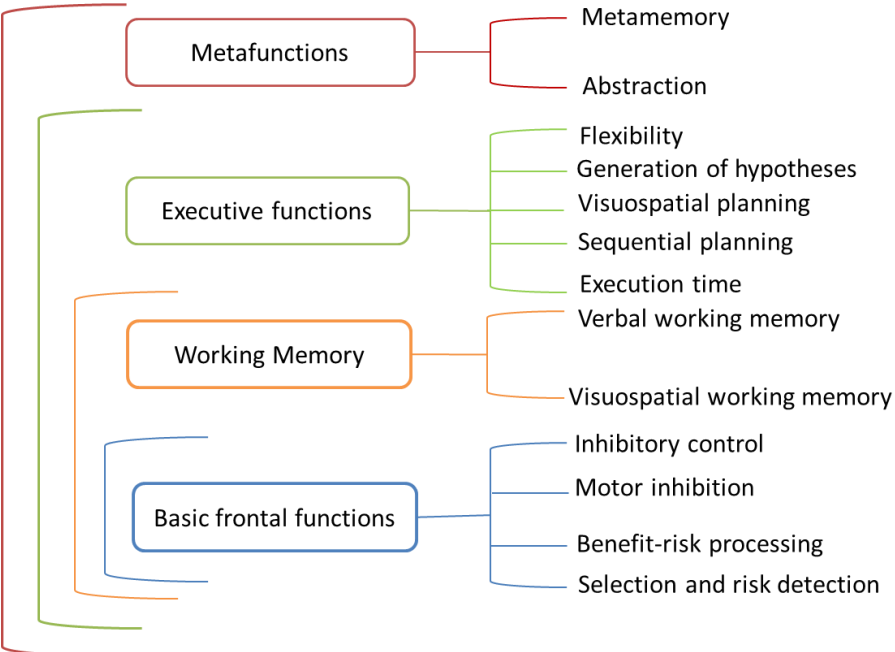 Metafunctions
Metamemory
Abstraction
Executive functions
Flexibility
Generation of hypotheses
Visuospatial planning
Sequential planning
Execution time
Working Memory
Verbal working memory
Visuospatial working memory
Basic frontal functions
Inhibitory control
Motor inhibition
Benefit-risk processing
Selection and risk detection